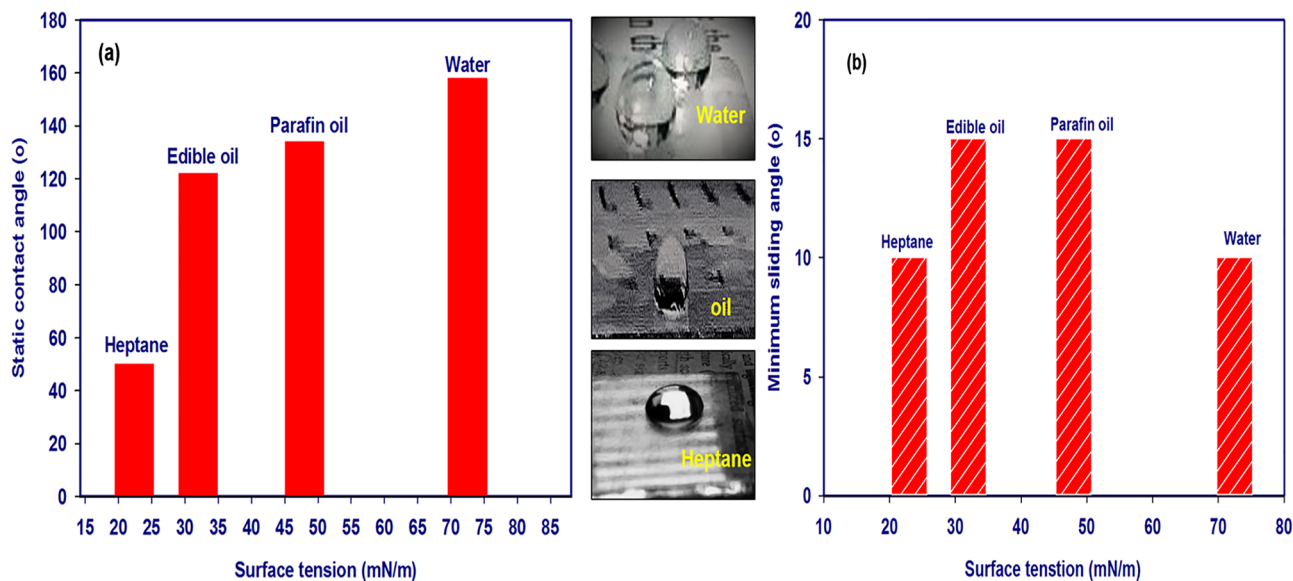 (a)
Static contact angle (o)
180
160
140
120
100
80
60
40
20
0
Heptane
Edible oil
Parafin oil
Water
15 20 25 30 35 40 45 50 55 60 65 70 75 80 85
Surface tension (mN/m)
Water
oil
Heptane
(b)
Minimum sliding angle (o)
20
15
10
5
0
Heptane
Edible oil
Parafin oil
Water
10 20 30 40 50 60 70 80
Surface temstion (mN/m)